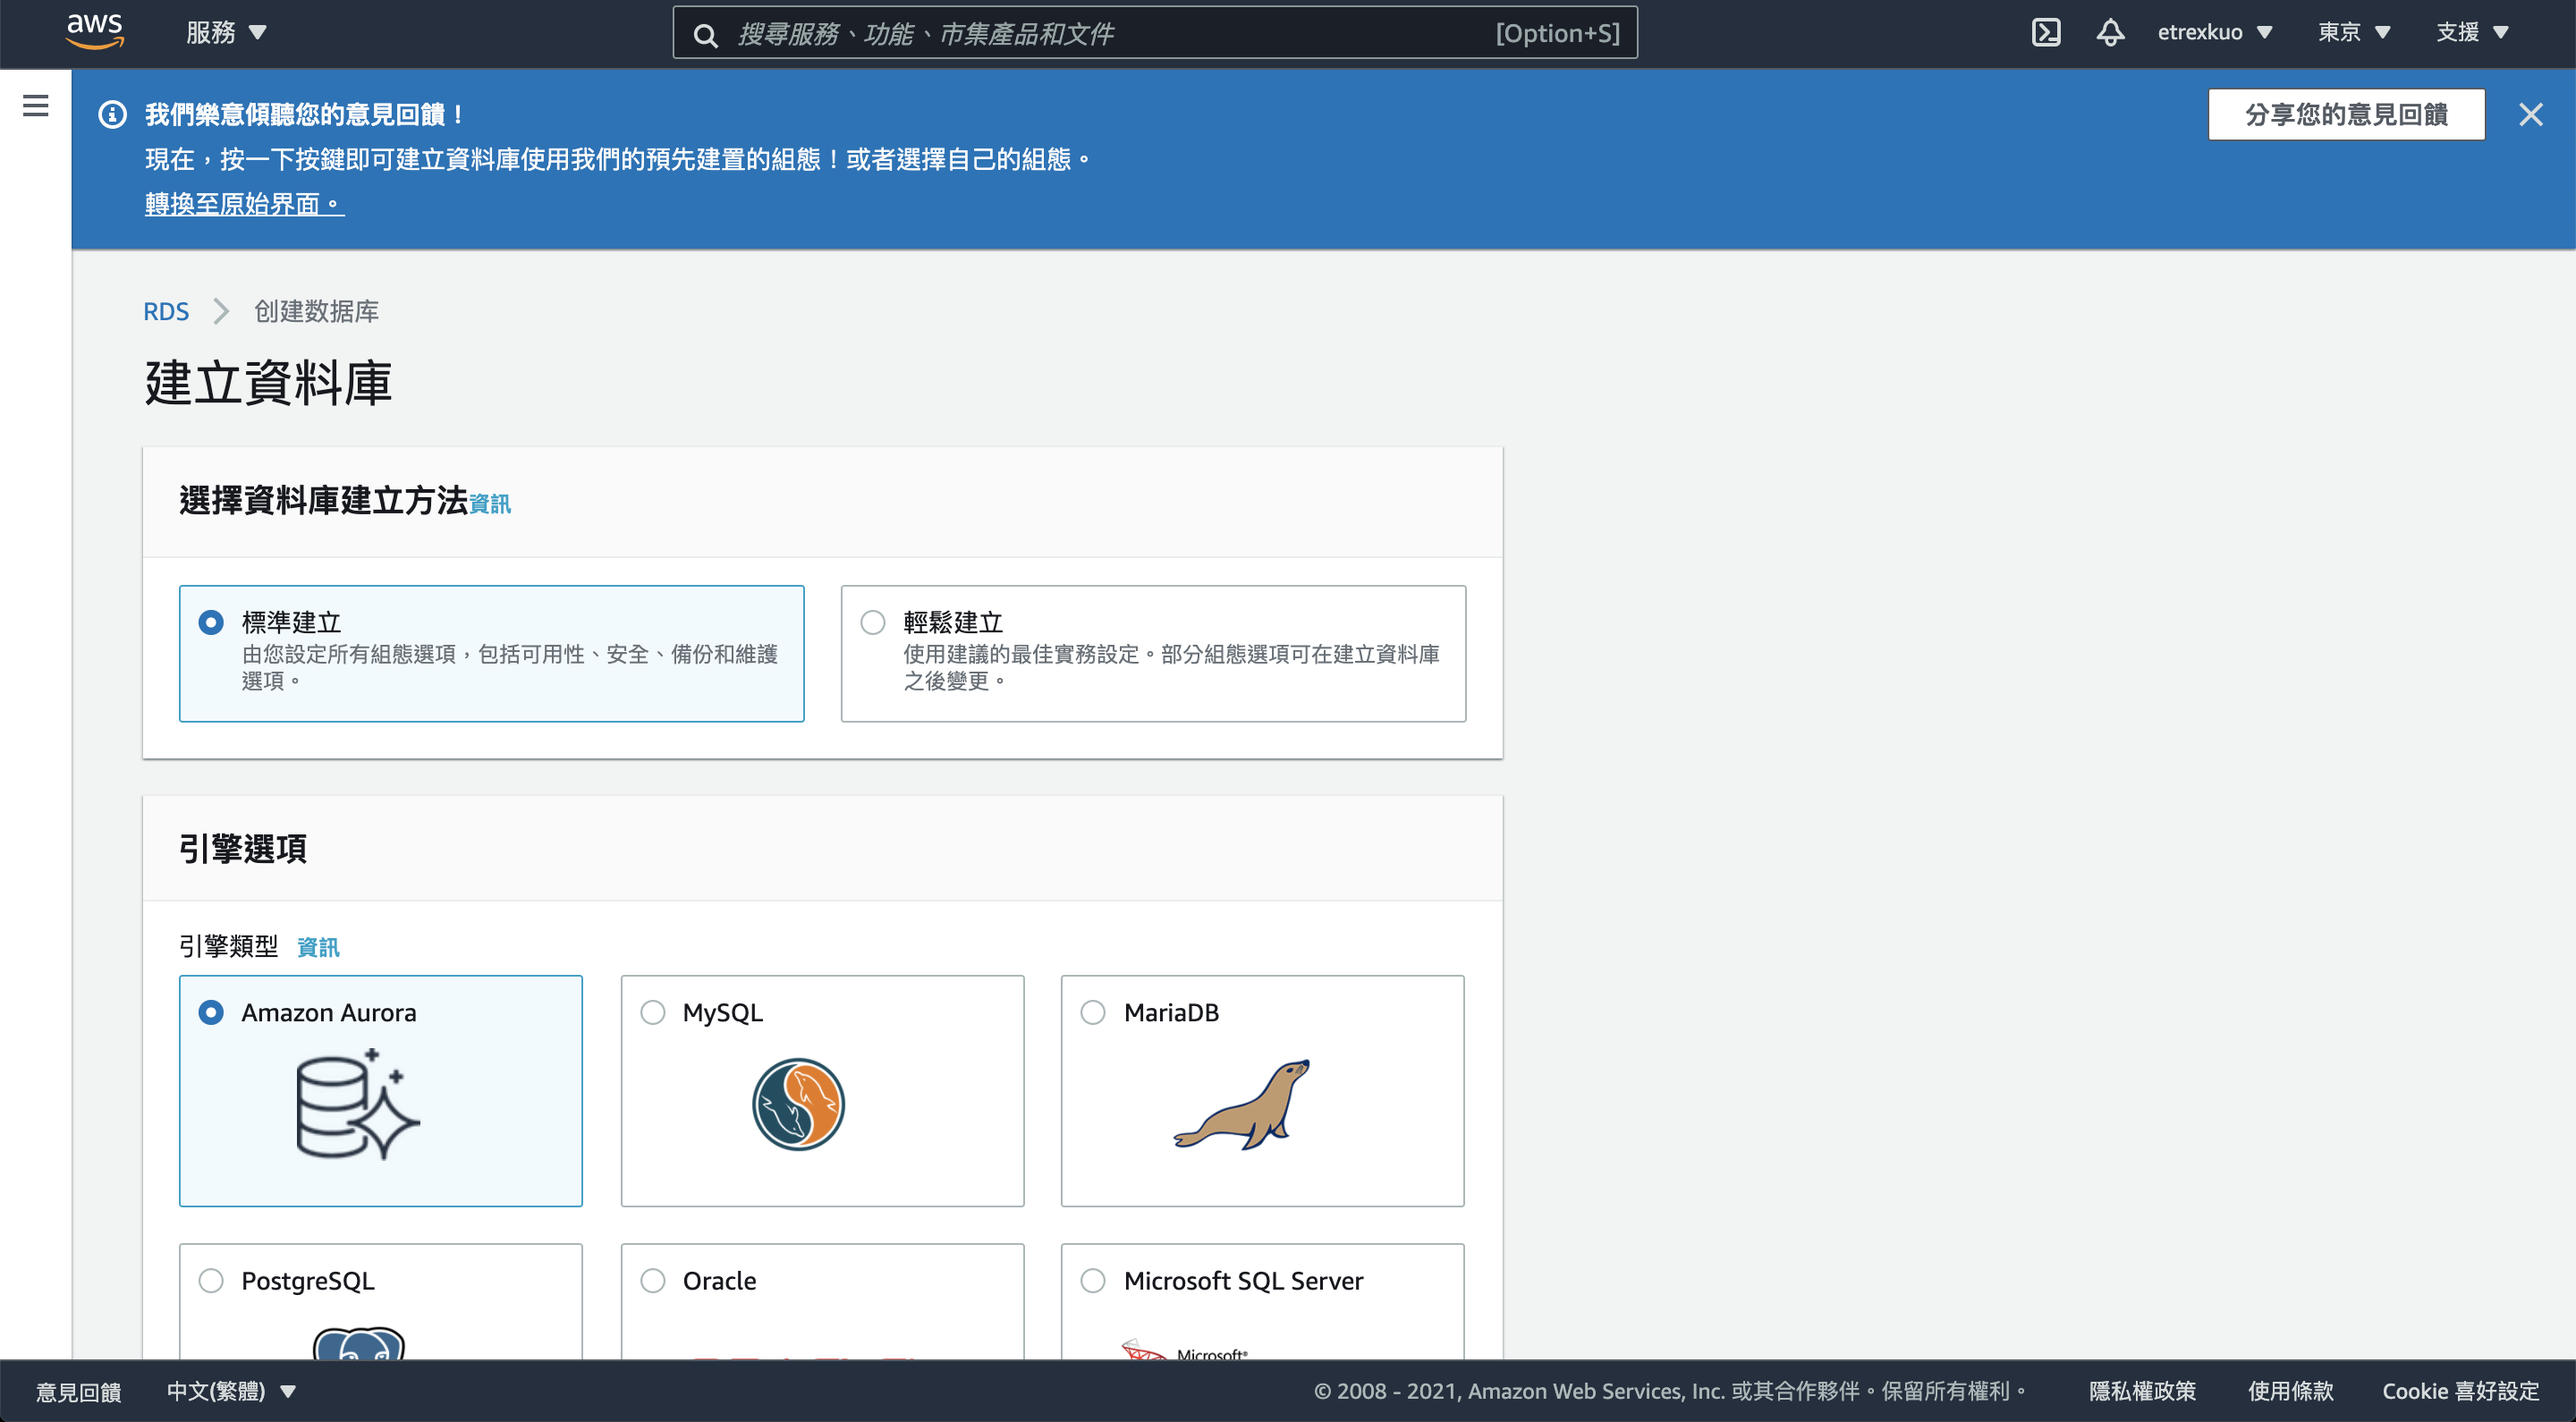 aws 服務 搜尋服務、功能、市集產品和文件 [Option+S] etrexkuo 東京 支援
我們樂意傾聽您的意見回饋！ 分享您的意見回饋
現在，按一下按鍵即可建立資料庫使用我們的預先建置的組態！或者選擇自己的組態。
轉換至原始界面。
RDS 创建数据库
建立資料庫
選擇資料庫建立方法資訊
標準建立
由您設定所有組態選項，包括可用性、安全、備份和維護
選項。
輕鬆建立
使用建議的最佳實務設定。部分組態選項可在建立資料庫
之後變更。
引擎選項
引擎類型 資訊
Amazon Aurora
MySQL
MariaDB
PostgreSQL
Oracle
Microsoft SQL Server
Microsoft®
意見回饋 中文(繁體) © 2008 - 2021, Amazon Web Services, Inc. 或其合作夥伴。保留所有權利。 隱私權政策 使用條款 Cookie 喜好設定